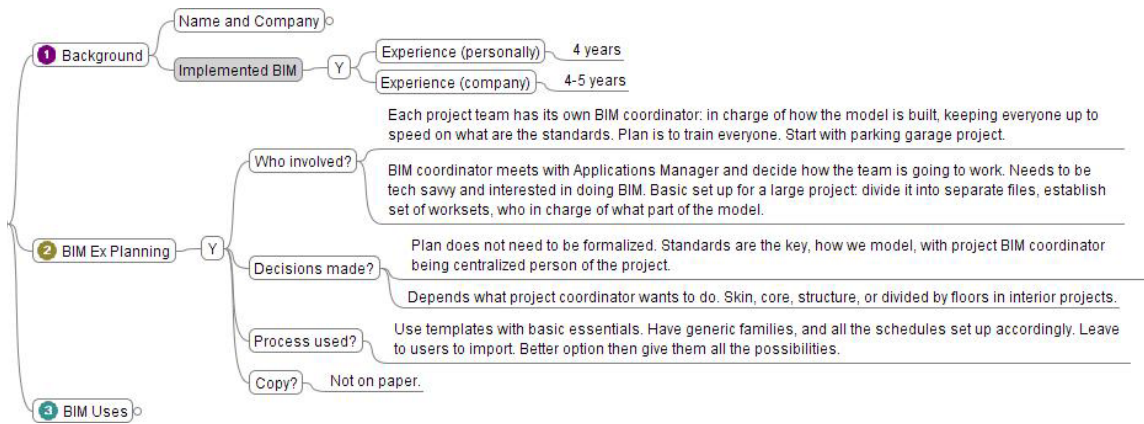 1 Background
Name and Company
Implemented BIM
Y
Experience (personally)
4 years
Experience (company)
4-5 years
2 BIM Ex Planning
Y
Who involved?
Each project team has its own BIM coordinator: in charge of how the model is built, keeping everyone up to
speed on what are the standards. Plan is to train everyone. Start with parking garage project.
BIM coordinator meets with Applications Manager and decide how the team is going to work. Needs to be
tech savvy and interested in doing BIM. Basic set up for a large project: divide it into separate files, establish
set of worksets, who in charge of what part of the model.
Decisions made?
Plan does not need to be formalized. Standards are the key, how we model, with project BIM coordinator
being centralized person of the project.
Depends what project coordinator wants to do. Skin, core, structure, or divided by floors in interior projects.
Process used?
Use templates with basic essentials. Have generic families, and all the schedules set up accordingly. Leave
to users to import. Better option then give them all the possibilities.
Copy?
Not on paper.
3 BIM Uses